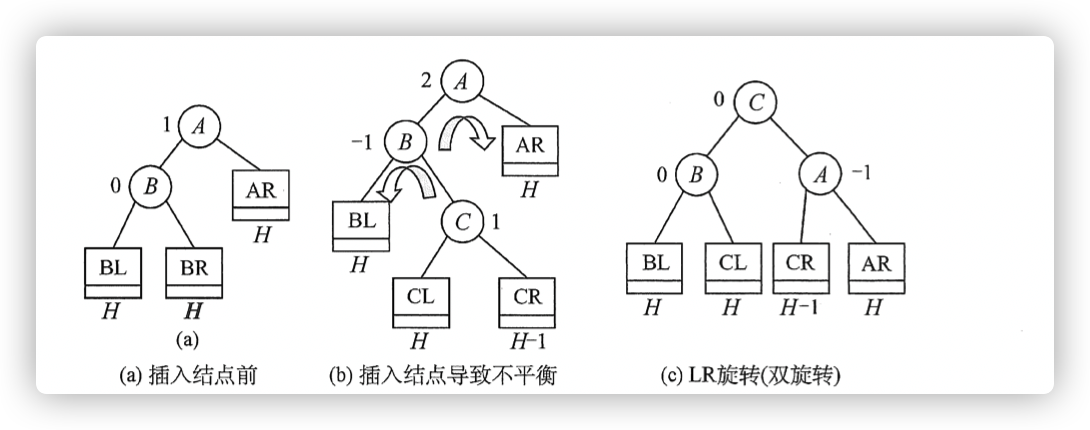 1 A
0 B
AR
H
BL
BR
H
H
(a)
(a) 插入结点前
2 A
-1 B
AR
H
BL
H
C 1
CL
CR
H
H-1
(b) 插入结点导致不平衡
0 C
0 B
A -1
BL
CL
CR
AR
H
H
H-1
H
(c) LR旋转(双旋转)